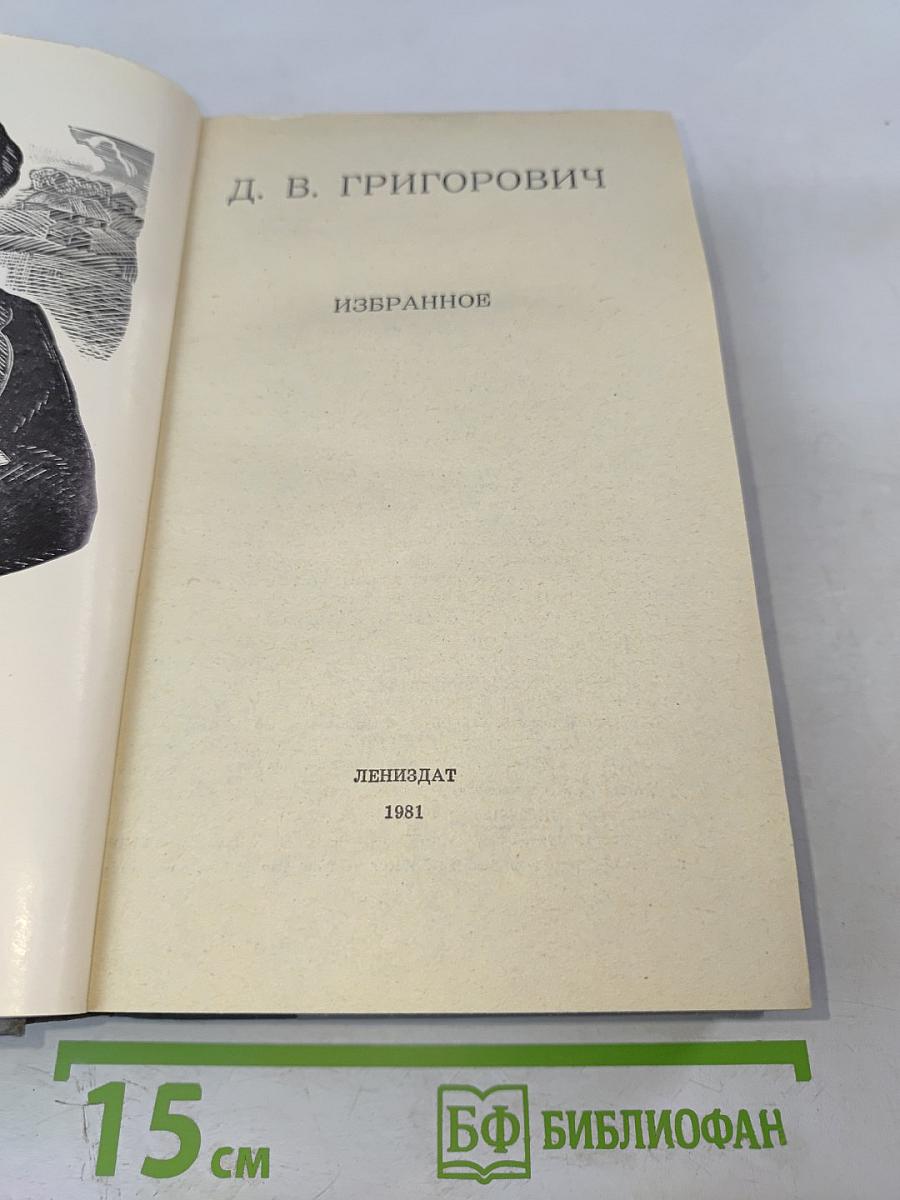 Д. В. ГРИГОРОВИЧ
ИЗБРАННОЕ
ЛЕНИЗДАТ
1981
15 см
БФ БИБЛИОФАН